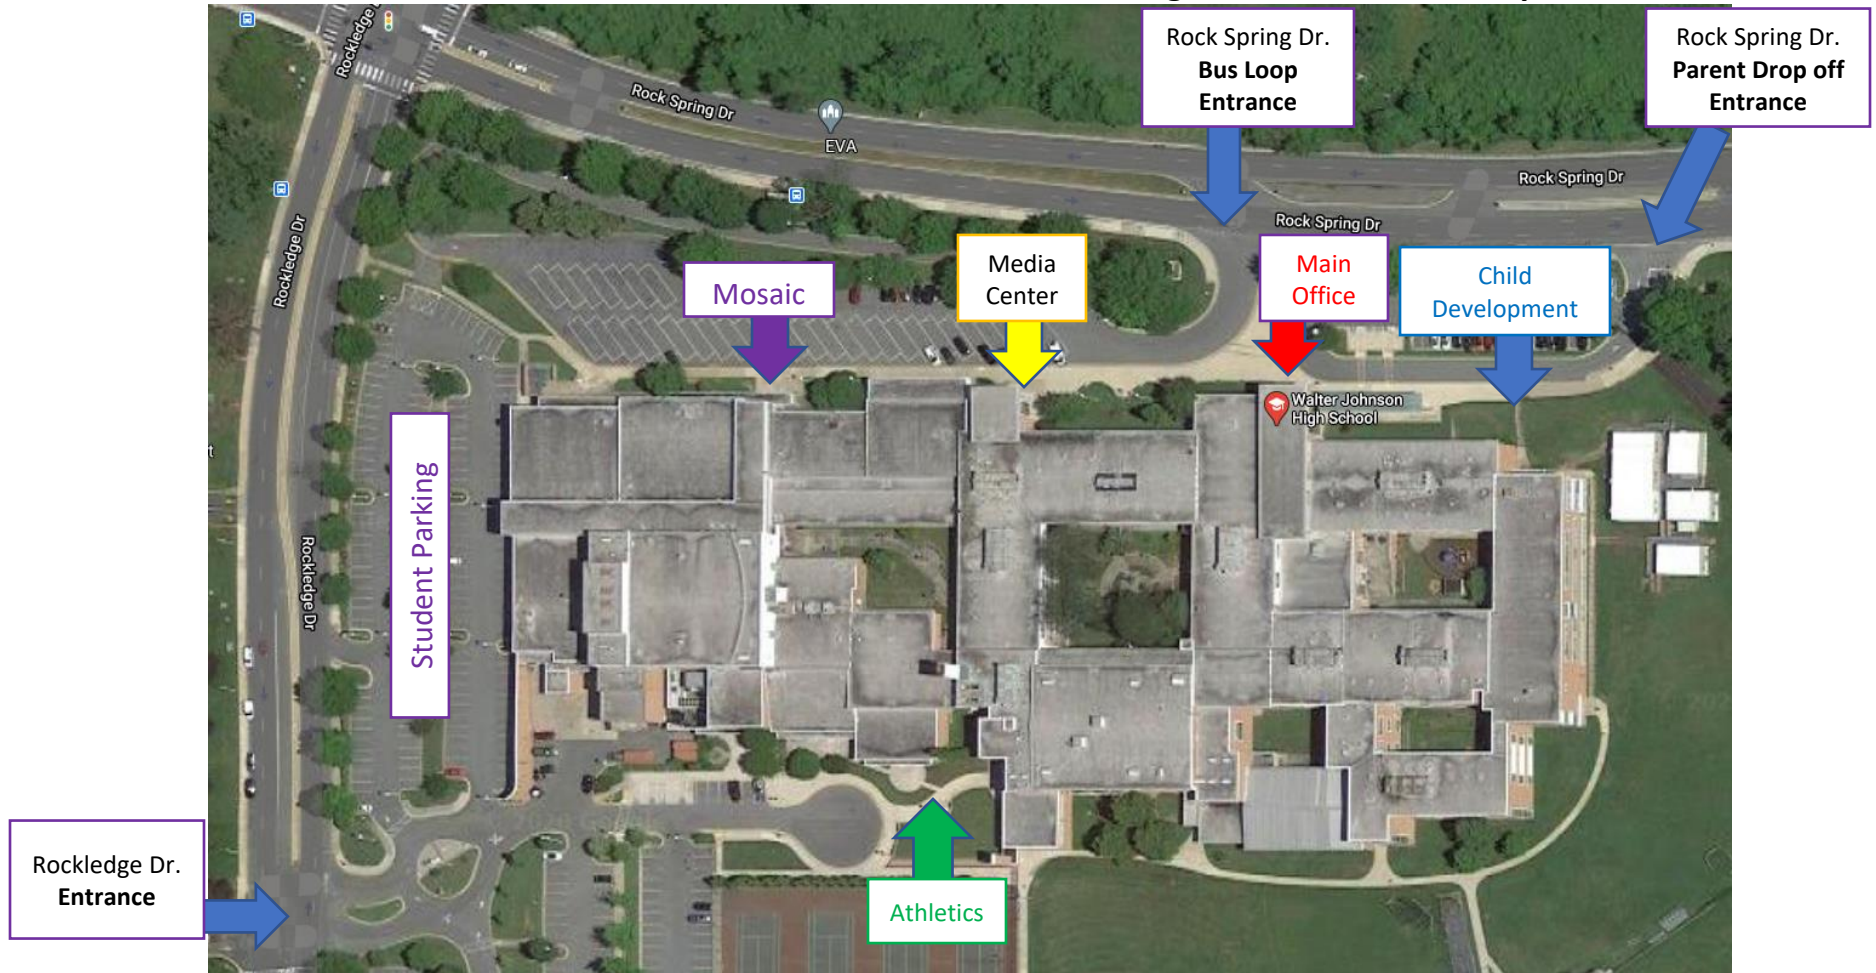 Rock Spring Dr.
Bus Loop
Entrance
Rock Spring Dr.
Parent Drop off
Entrance
Rockledge
Rock Spring Dr
EVA
Rock Spring Dr
Rock Spring Dr
Rockledge Dr
Mosaic
Media
Center
Main
Office
Child
Development
Walter Johnson
High School
Student Parking
Rockledge Dr
Rockledge Dr.
Entrance
Athletics